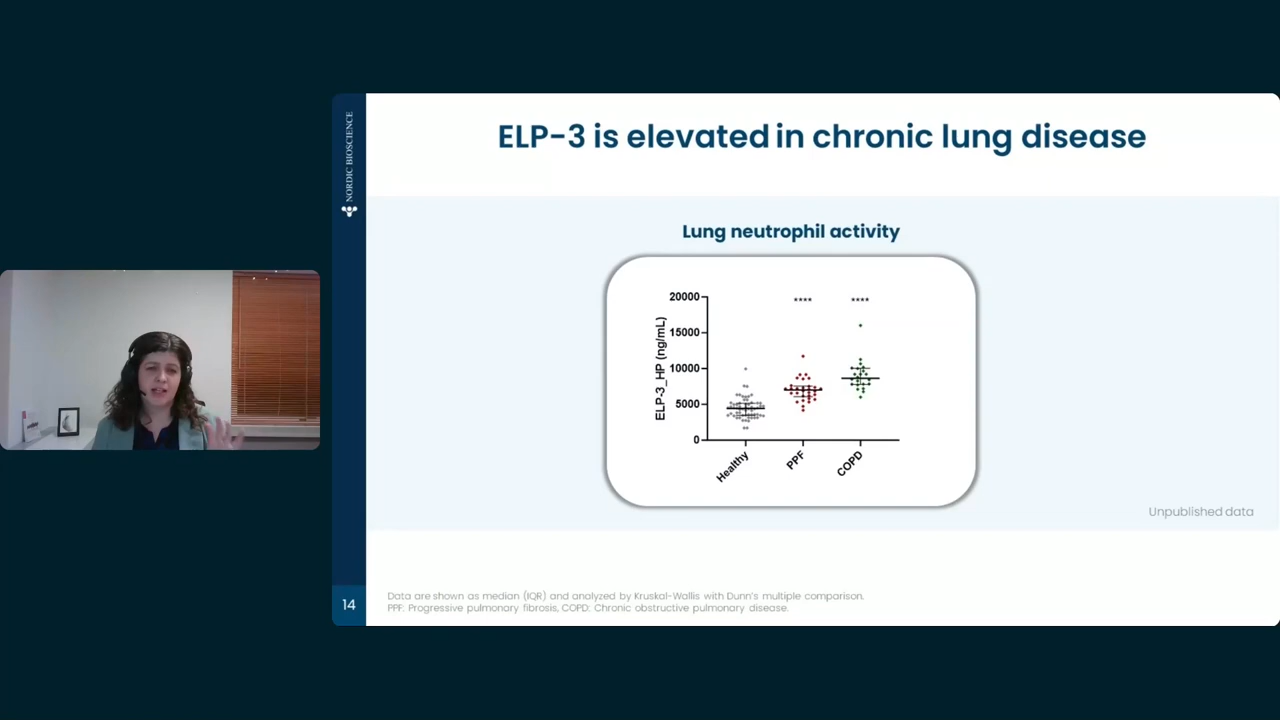 NORDIC BIOSCIENCE
ELP-3 is elevated in chronic lung disease
Lung neutrophil activity
ELP-3_HP (ng/mL)
20000
15000
10000
5000
0
**** ****
Healthy PPF COPD
Unpublished data
14
Data are shown as median (IQR) and analyzed by Kruskal-Wallis with Dunn's multiple comparison.
PPF: Progressive pulmonary fibrosis, COPD: Chronic obstructive pulmonary disease.